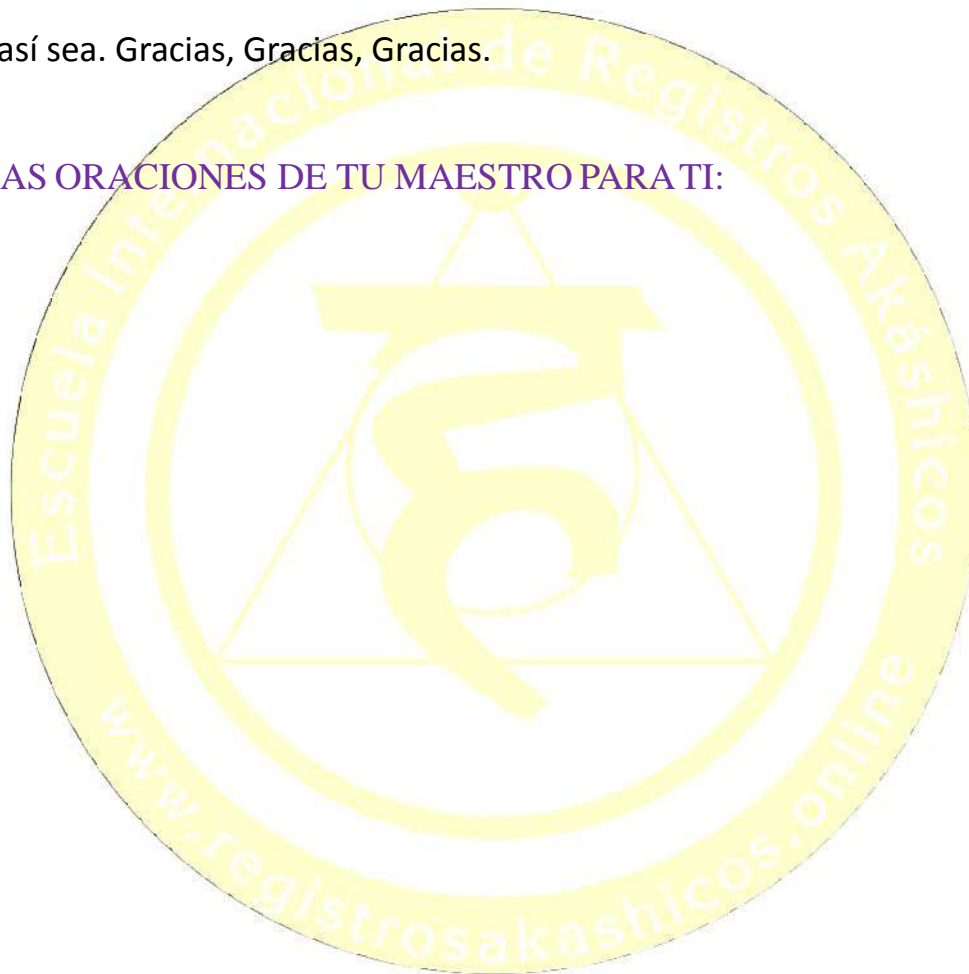 así sea. Gracias, Gracias, Gracias.
AS ORACIONES DE TU MAESTRO PARA TI:
Escuela Internacional de Registros Akáshicos
ह
www.registrosakashicos.online